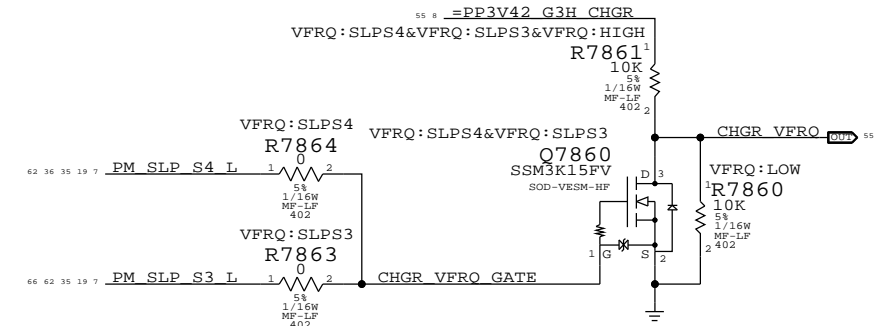 55 8 =PP3V42_G3H_CHGR
VFRQ:SLPS4&VFRQ:SLPS3&VFRQ:HIGH
R7861 1
10K
5%
1/16W
MF-LF
402 2
VFRQ:SLPS4
R7864
0
62 36 35 19 7 PM_SLP_S4_L 1 2
5%
1/16W
MF-LF
402
VFRQ:SLPS4&VFRQ:SLPS3
Q7860
SSM3K15FV
SOD-VESM-HF
D 3
1 G S 2
CHGR_VFRQ OUT 55
VFRQ:LOW
1 R7860
10K
5%
1/16W
MF-LF
2 402
VFRQ:SLPS3
R7863
0
66 62 35 19 7 PM_SLP_S3_L 1 2 CHGR_VFRQ_GATE
5%
1/16W
MF-LF
402